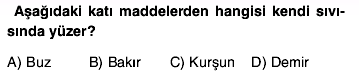 Aşağıdaki katı maddelerden hangisi kendi sıvı-
sında yüzer?
A) Buz B) Bakır C) Kurşun D) Demir